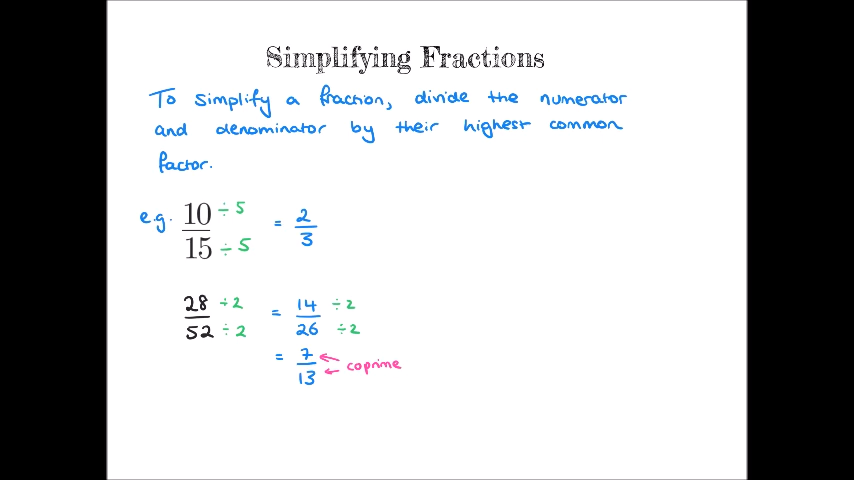 Simplifying Fractions
To simplify a fraction, divide the numerator
and denominator by their highest common
factor.
e.g. 10/15 ÷5 ÷5 = 2/3
28/52 ÷2 ÷2 = 14/26 ÷2 ÷2
= 7/13 coprime